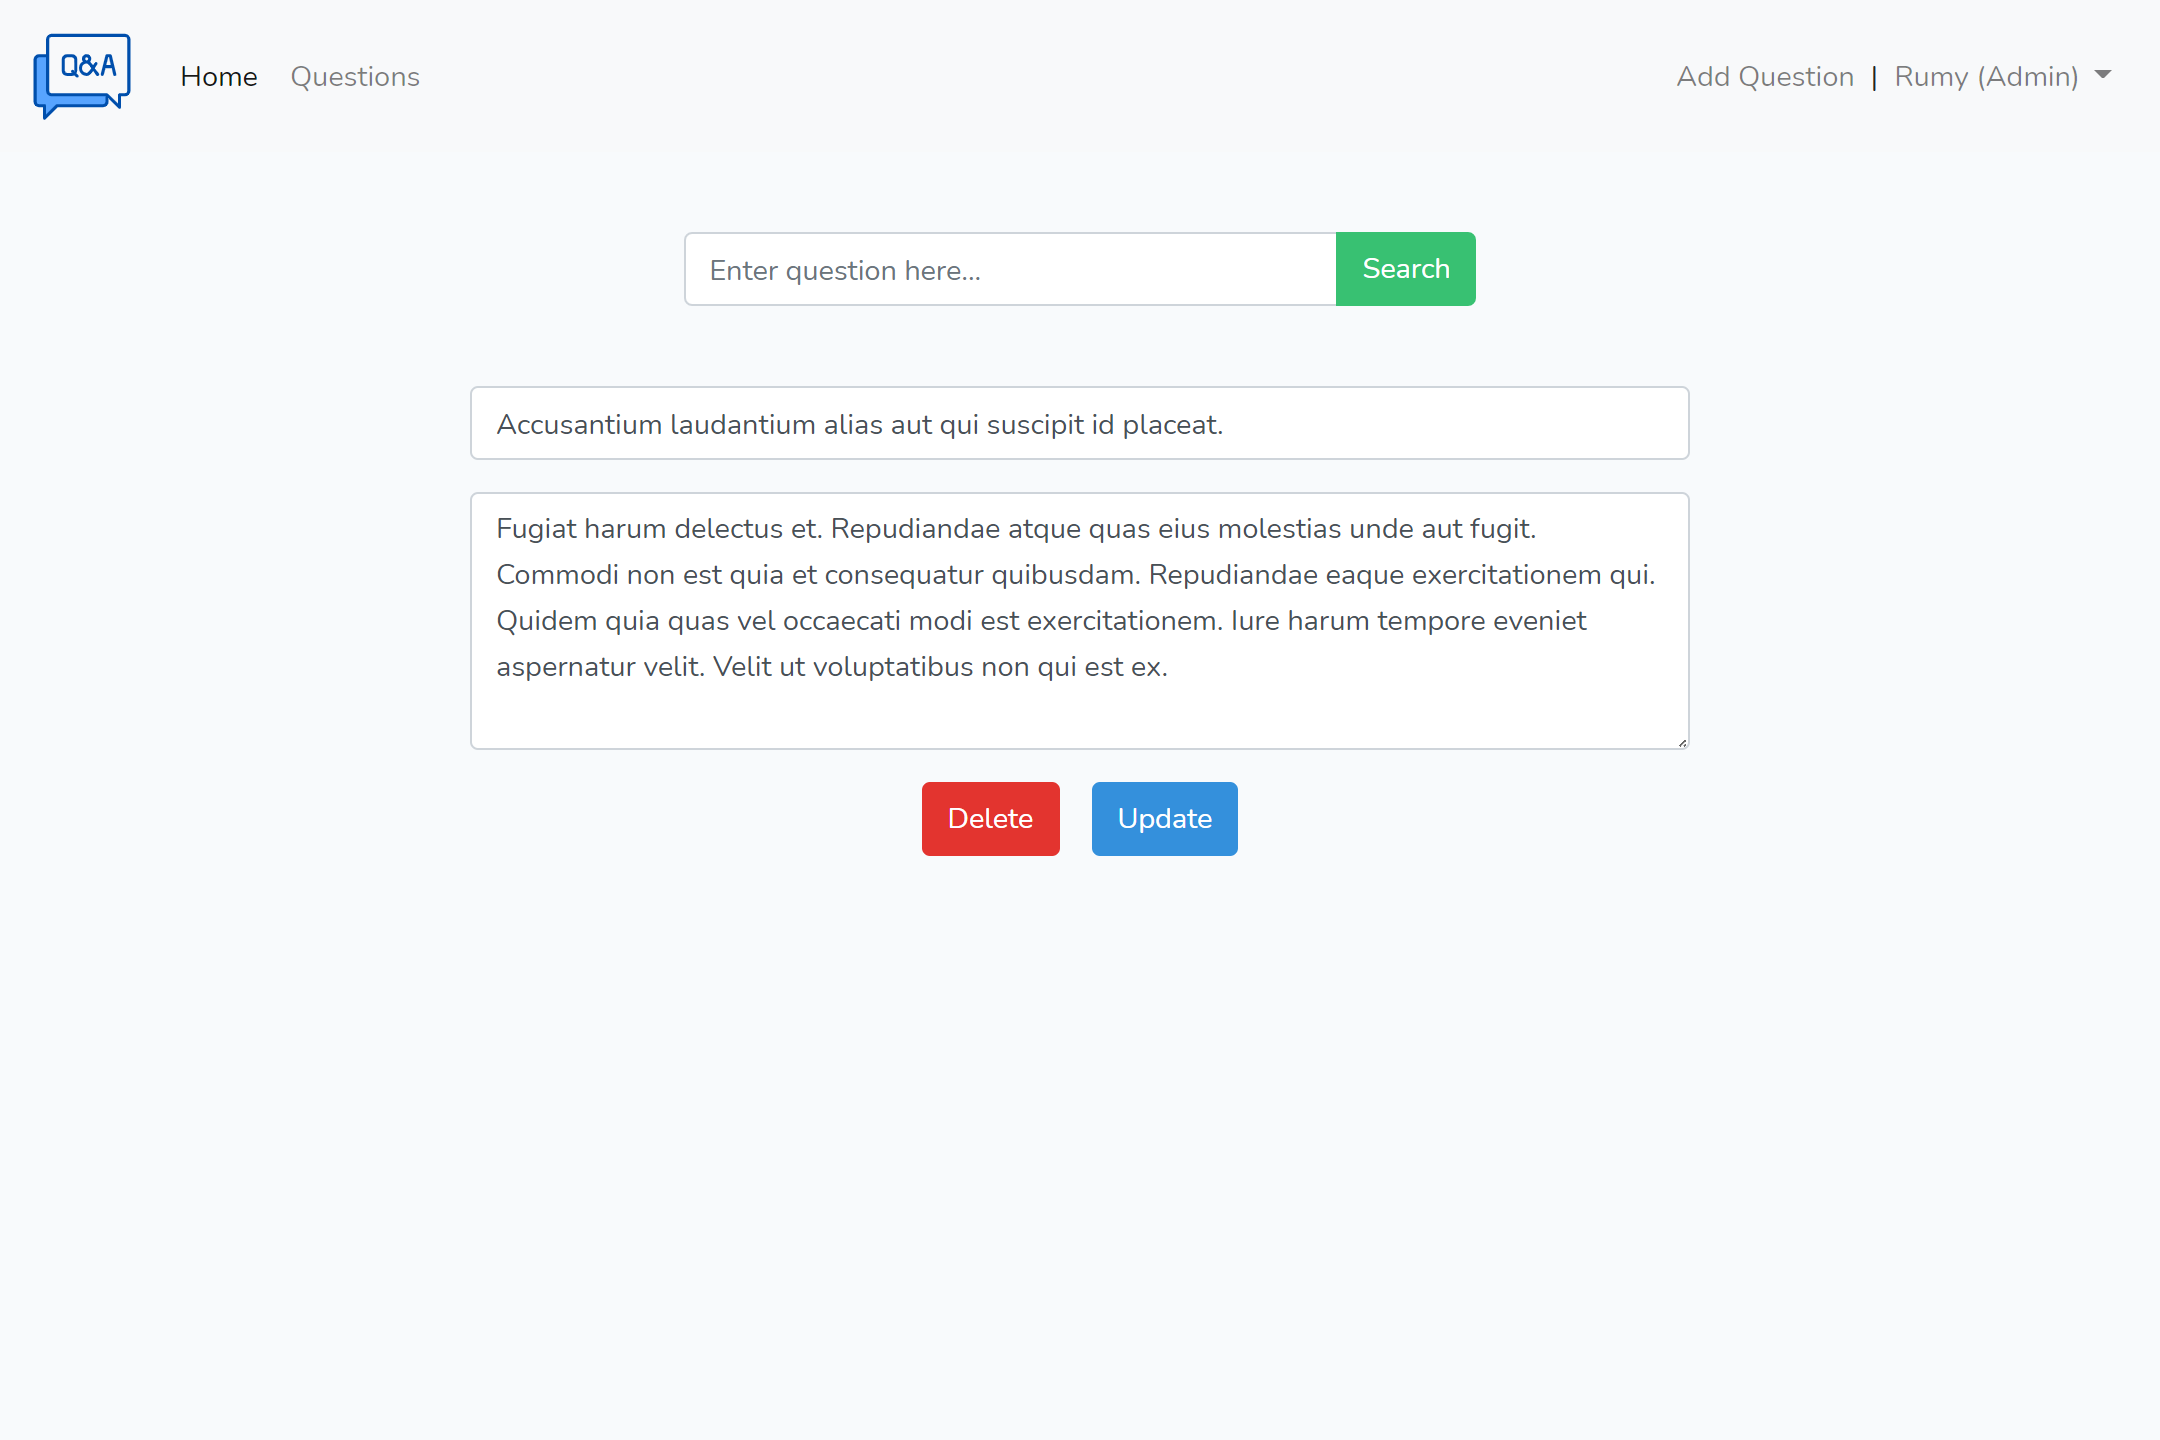 Q&A
Home Questions Add Question | Rumy (Admin)
Enter question here... Search
Accusantium laudantium alias aut qui suscipit id placeat.
Fugiat harum delectus et. Repudiandae atque quas eius molestias unde aut fugit.
Commodi non est quia et consequatur quibusdam. Repudiandae eaque exercitationem qui.
Quidem quia quas vel occaecati modi est exercitationem. Iure harum tempore eveniet
aspernatur velit. Velit ut voluptatibus non qui est ex.
Delete Update